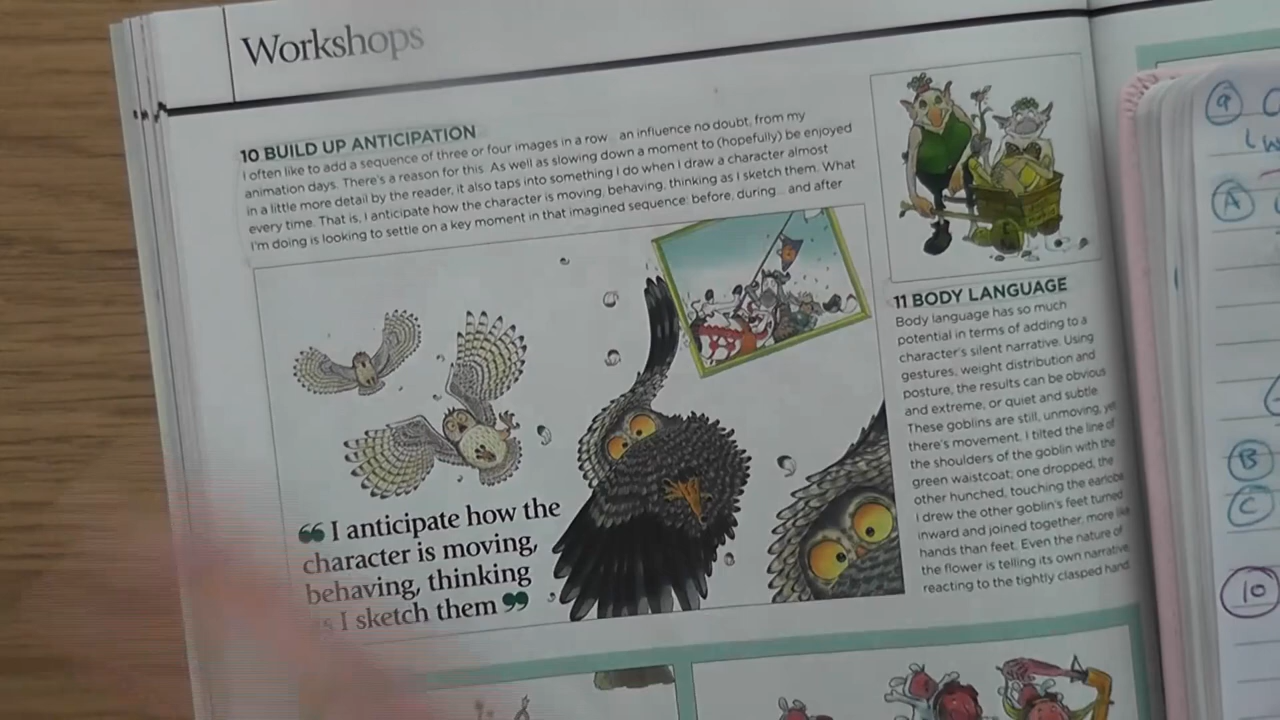 Workshops
10 BUILD UP ANTICIPATION
I often like to add a sequence of three or four images in a row... an influence no doubt, from my
animation days. There's a reason for this. As well as slowing down a moment to (hopefully) be enjoyed
in a little more detail by the reader, it also taps into something I do when I draw a character almost
every time. That is, I anticipate how the character is moving, behaving, thinking as I sketch them. What
I'm doing is looking to settle on a key moment in that imagined sequence: before, during... and after
“ I anticipate how the
character is moving,
behaving, thinking
as I sketch them ”
11 BODY LANGUAGE
Body language has so much
potential in terms of adding to a
character's silent narrative. Using
gestures, weight distribution and
posture, the results can be obvious
and extreme, or quiet and subtle.
These goblins are still, unmoving, yet
there's movement. I tilted the line of
the shoulders of the goblin with the
green waistcoat; one dropped, the
other hunched, touching the earlobe.
I drew the other goblin's feet turned
inward and joined together, more like
hands than feet. Even the nature of
the flower is telling its own narrative,
reacting to the tightly clasped hand.
9
A
B
C
10